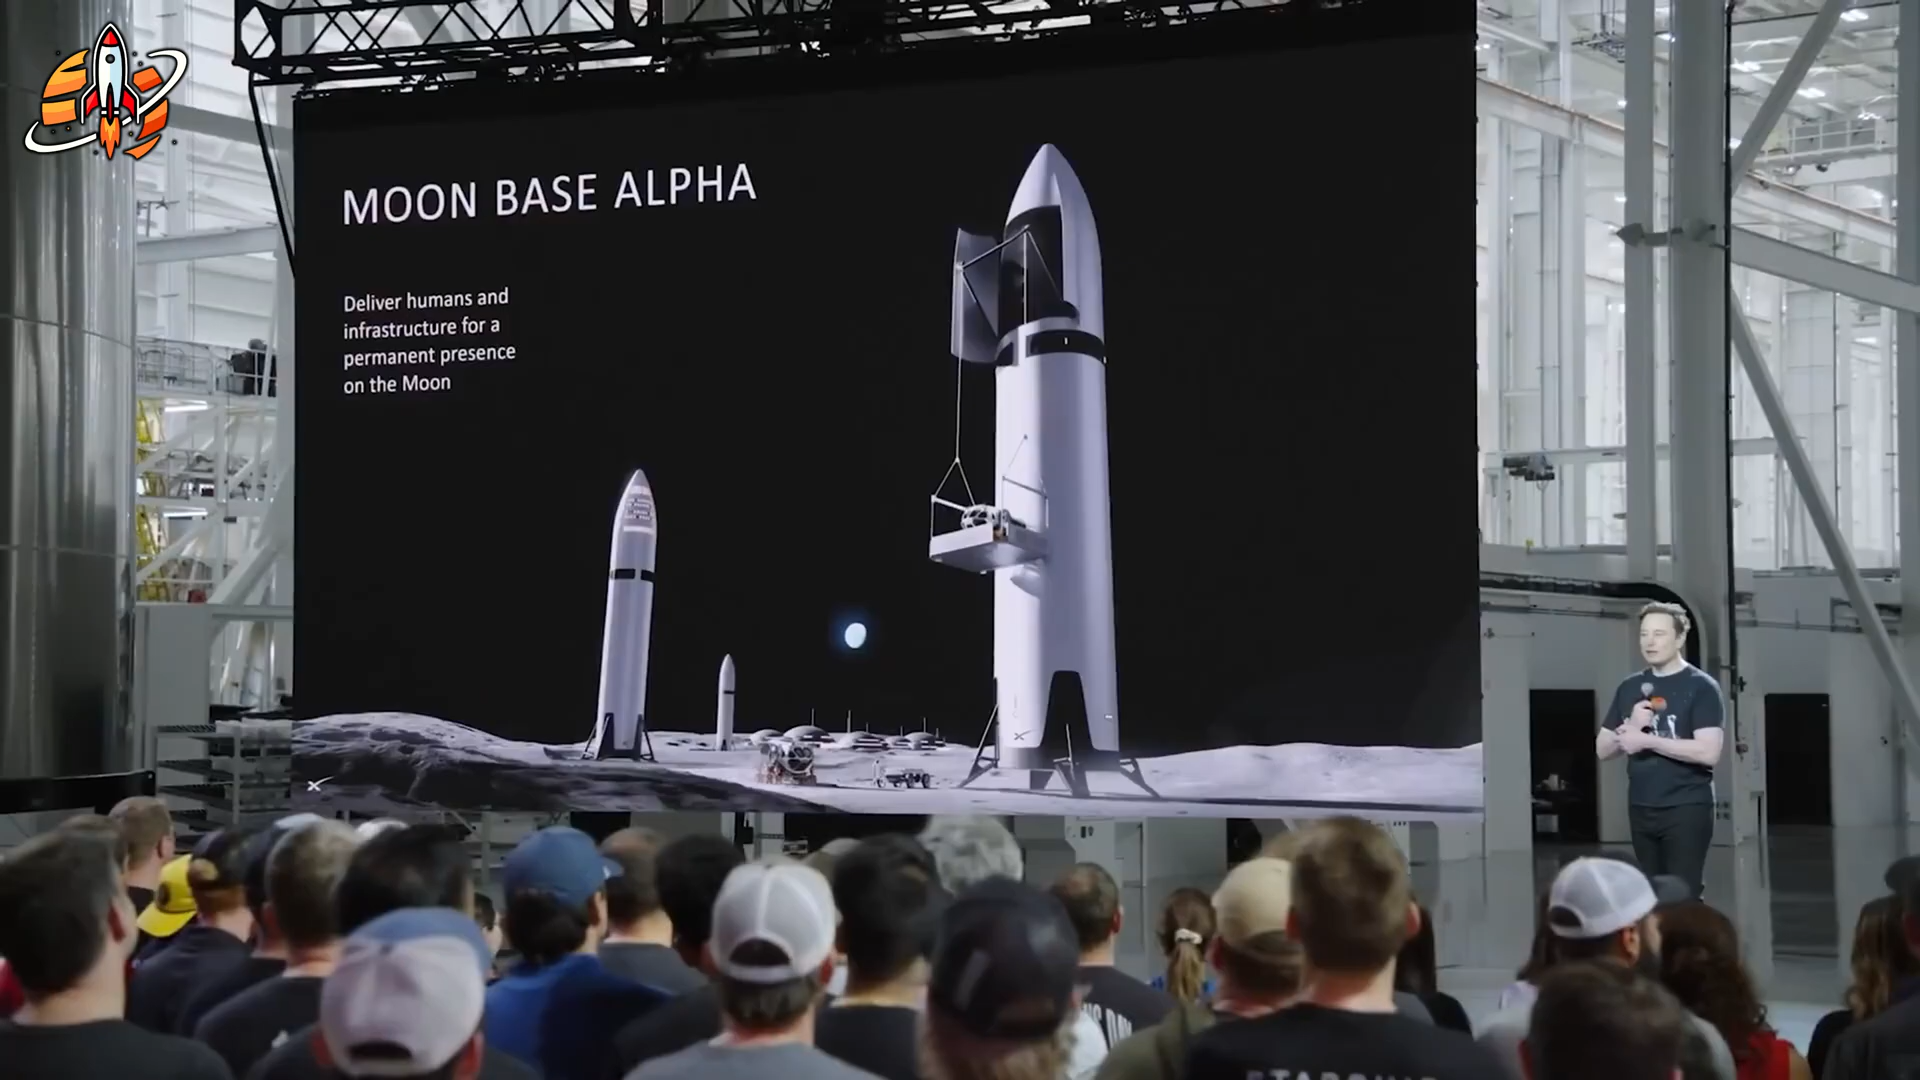 MOON BASE ALPHA
Deliver humans and
infrastructure for a
permanent presence
on the Moon
X